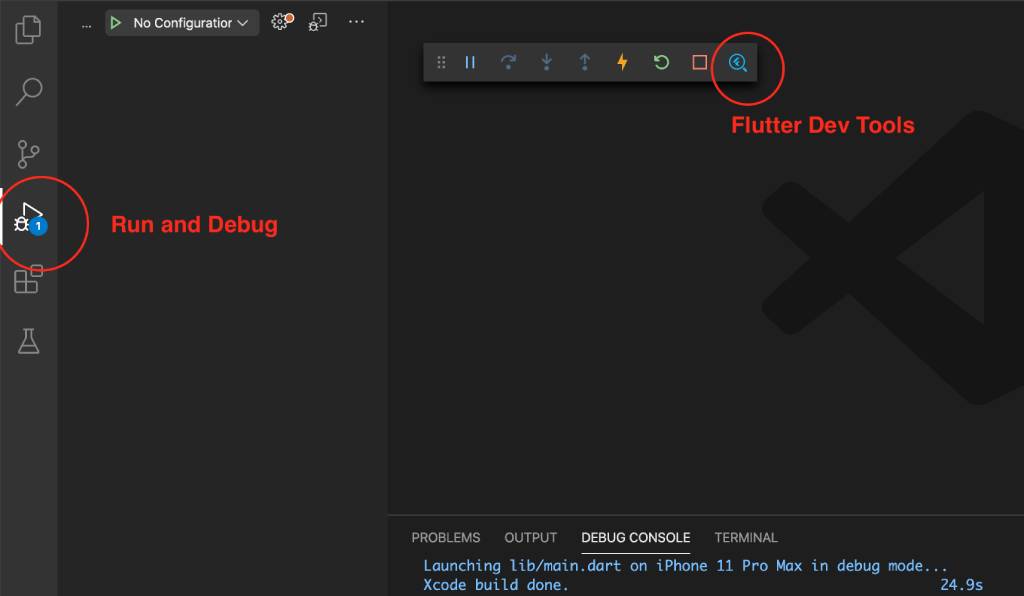 ... No Configuration ...
Flutter Dev Tools
1
Run and Debug
PROBLEMS OUTPUT DEBUG CONSOLE TERMINAL
Launching lib/main.dart on iPhone 11 Pro Max in debug mode...
Xcode build done. 24.9s